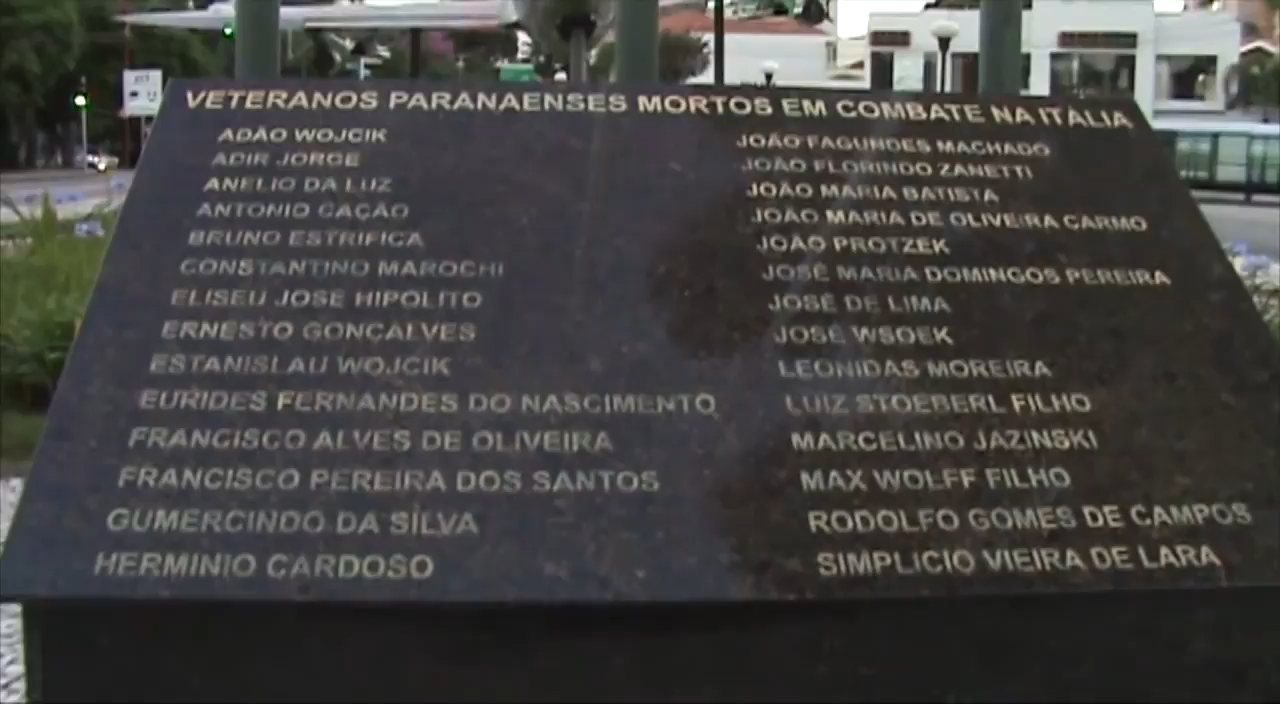 VETERANOS PARANAENSES MORTOS EM COMBATE NA ITÁLIA
ADÃO WOJCIK
ADIR JORGE
ANELIO DA LUZ
ANTONIO CAÇÃO
BRUNO ESTRIFICA
CONSTANTINO MAROCHI
ELISEU JOSÉ HIPOLITO
ERNESTO GONÇALVES
ESTANISLAU WOJCIK
EURIDES FERNANDES DO NASCIMENTO
FRANCISCO ALVES DE OLIVEIRA
FRANCISCO PEREIRA DOS SANTOS
GUMERCINDO DA SILVA
HERMINIO CARDOSO
JOÃO FAGUNDES MACHADO
JOÃO FLORINDO ZANETTI
JOÃO MARIA BATISTA
JOÃO MARIA DE OLIVEIRA CARMO
JOÃO PROTZEK
JOSÉ MARIA DOMINGOS PEREIRA
JOSÉ DE LIMA
JOSÉ WSOEK
LEONIDAS MOREIRA
LUIZ STOEBERL FILHO
MARCELINO JAZINSKI
MAX WOLFF FILHO
RODOLFO GOMES DE CAMPOS
SIMPLICIO VIEIRA DE LARA